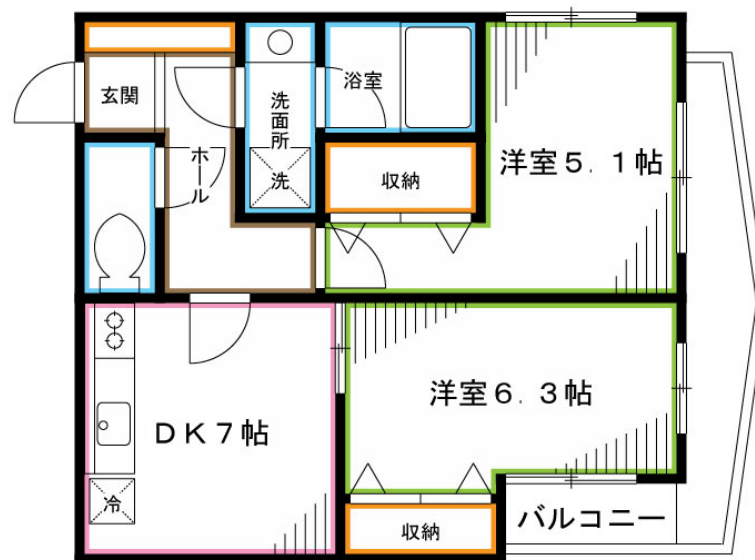 玄関
ホール
洗面所
洗
浴室
収納
洋室5.1帖
DK7帖
冷
洋室6.3帖
収納
バルコニー